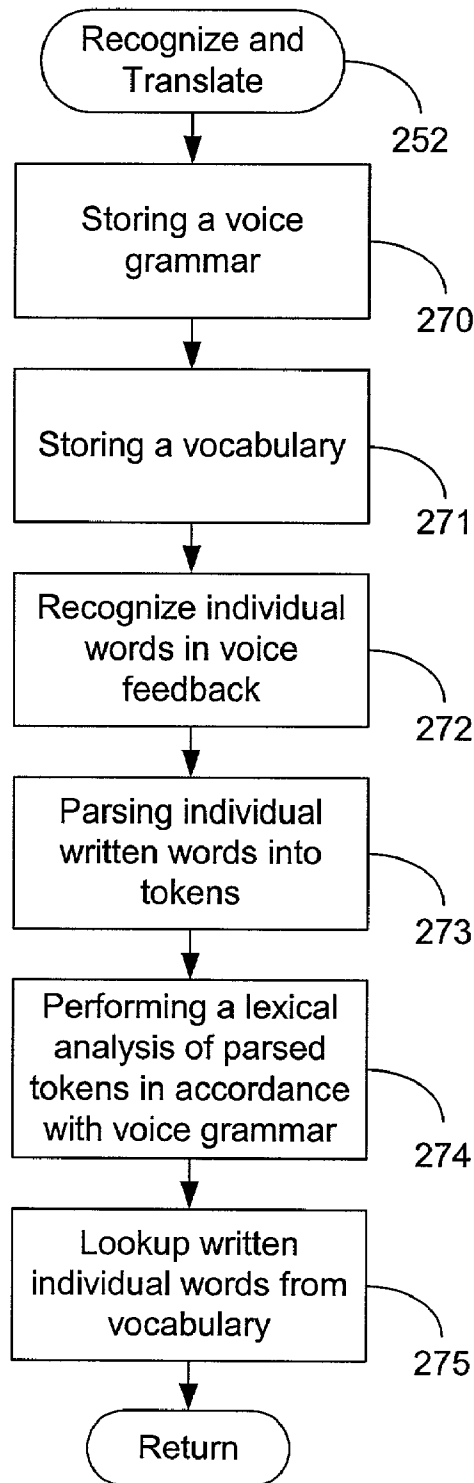 Recognize and
Translate
252
Storing a voice
grammar
270
Storing a vocabulary
271
Recognize individual
words in voice
feedback
272
Parsing individual
written words into
tokens
273
Performing a lexical
analysis of parsed
tokens in accordance
with voice grammar
274
Lookup written
individual words from
vocabulary
275
Return